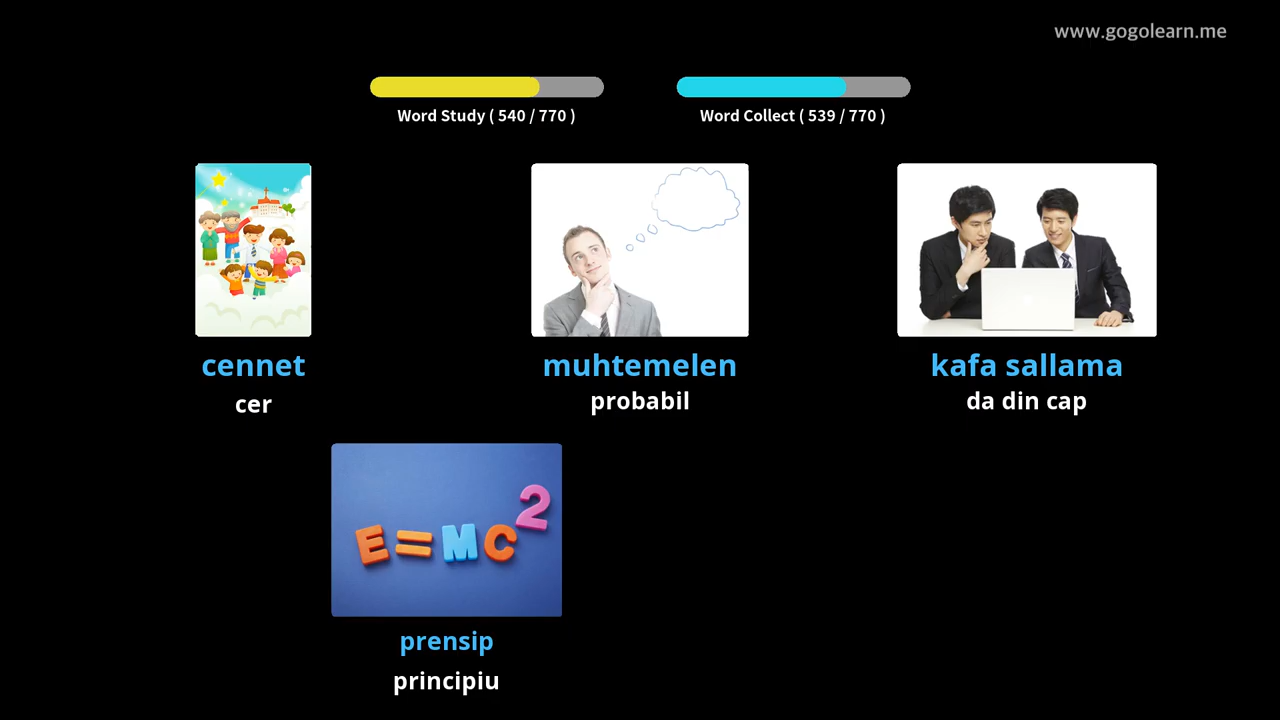 www.gogolearn.me
Word Study ( 540 / 770 )
Word Collect ( 539 / 770 )
cennet
cer
muhtemelen
probabil
kafa sallama
da din cap
E=MC2
prensip
principiu